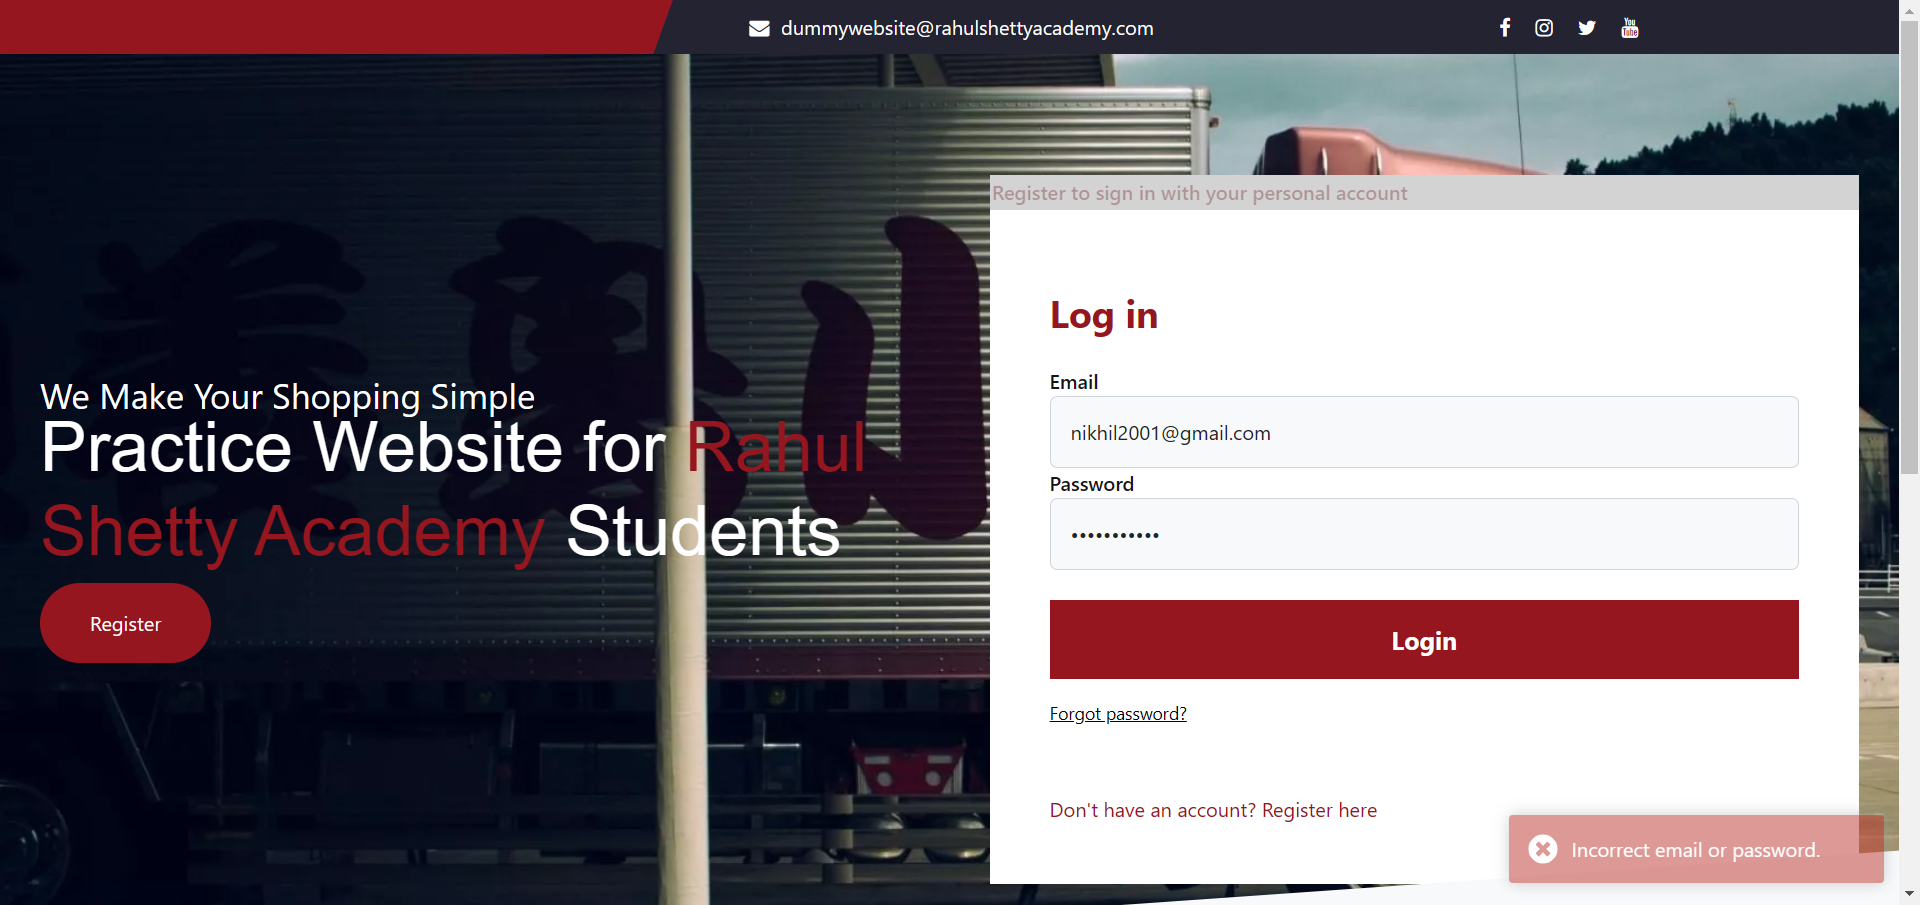 dummywebsite@rahulshettyacademy.com
You
Tube
Register to sign in with your personal account
We Make Your Shopping Simple
Practice Website for Rahul
Shetty Academy Students
Register
Log in
Email
nikhil2001@gmail.com
Password
•••••••••••
Login
Forgot password?
Don't have an account? Register here
Incorrect email or password.